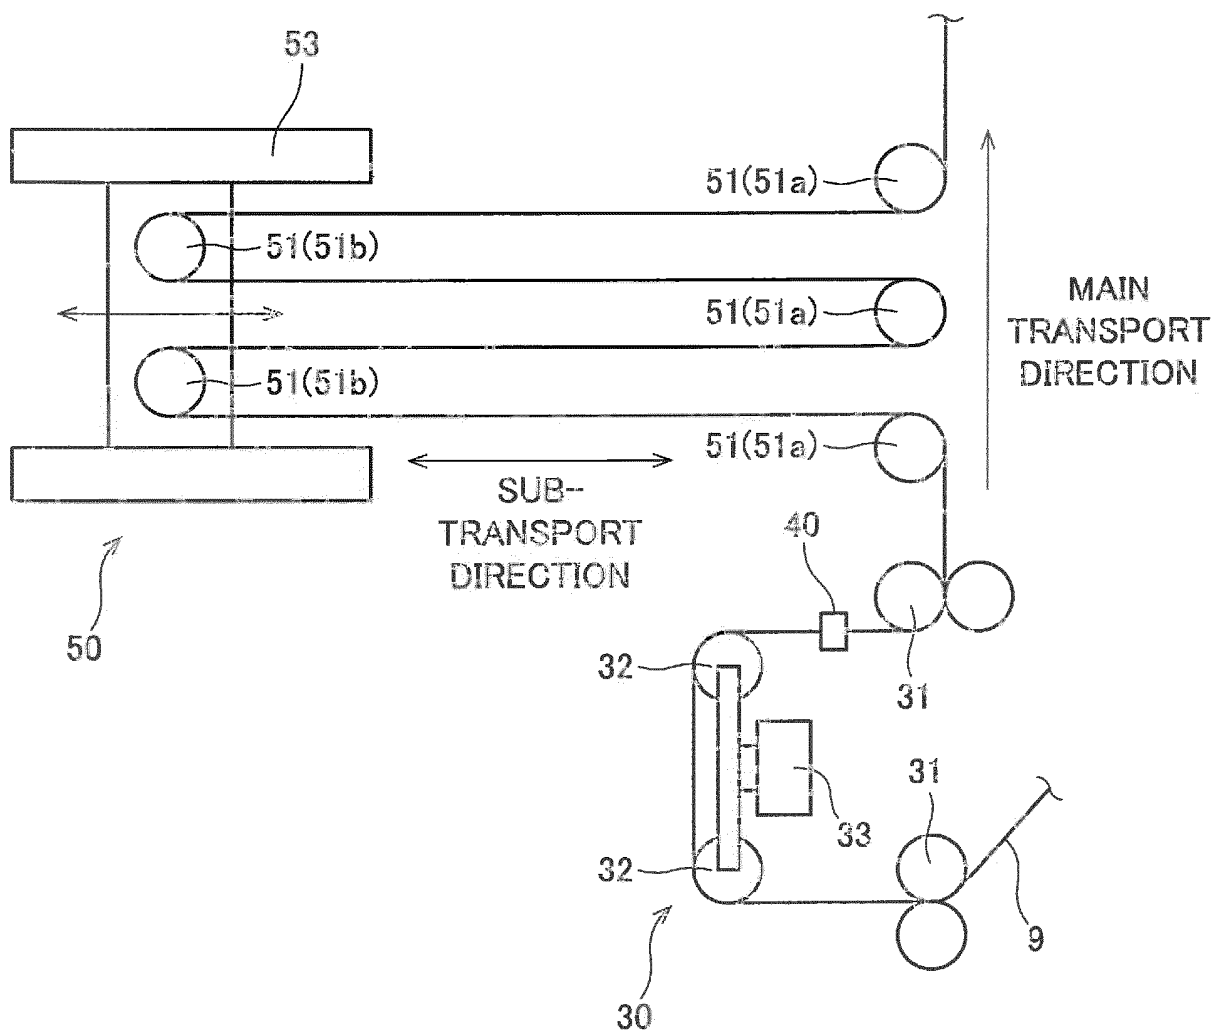 53
51(51a)
51(51b)
51(51a)
MAIN
TRANSPORT
DIRECTION
51(51b)
51(51a)
SUB--
TRANSPORT
DIRECTION
40
50
32
31
31
33
32
9
30